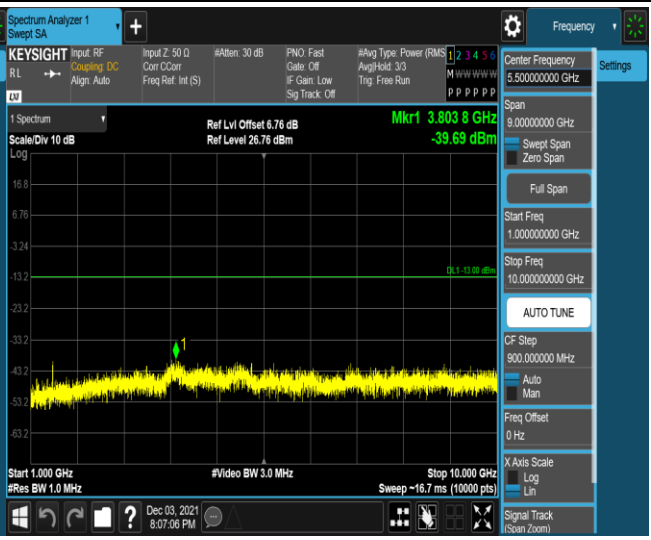 Spectrum Analyzer 1
Swept SA
Frequency
KEYSIGHT
RL
LXI
Input: RF
Coupling: DC
Align: Auto
Input Z: 50 Ω
Corr CCorr
Freq Ref: Int (S)
#Atten: 30 dB
PNO: Fast
Gate: Off
IF Gain: Low
Sig Track: Off
#Avg Type: Power (RMS
Avg|Hold: 3/3
Trig: Free Run
1 2 3 4 5 6
M W W W W W
P P P P P P
1 Spectrum
Scale/Div 10 dB
Log
Ref Lvl Offset 6.76 dB
Ref Level 26.76 dBm
Mkr1 3.803 8 GHz
-39.69 dBm
16.8
6.76
-3.24
-13.2
-23.2
-33.2
-43.2
-53.2
-63.2
DL1 -13.00 dBm
1
Start 1.000 GHz
#Res BW 1.0 MHz
#Video BW 3.0 MHz
Stop 10.000 GHz
Sweep ~16.7 ms (10000 pts)
?
Dec 03, 2021
8:07:06 PM
Center Frequency
5.500000000 GHz
Span
9.00000000 GHz
Swept Span
Zero Span
Full Span
Start Freq
1.000000000 GHz
Stop Freq
10.000000000 GHz
AUTO TUNE
CF Step
900.000000 MHz
Auto
Man
Freq Offset
0 Hz
X Axis Scale
Log
Lin
Signal Track
(Span Zoom)
Settings